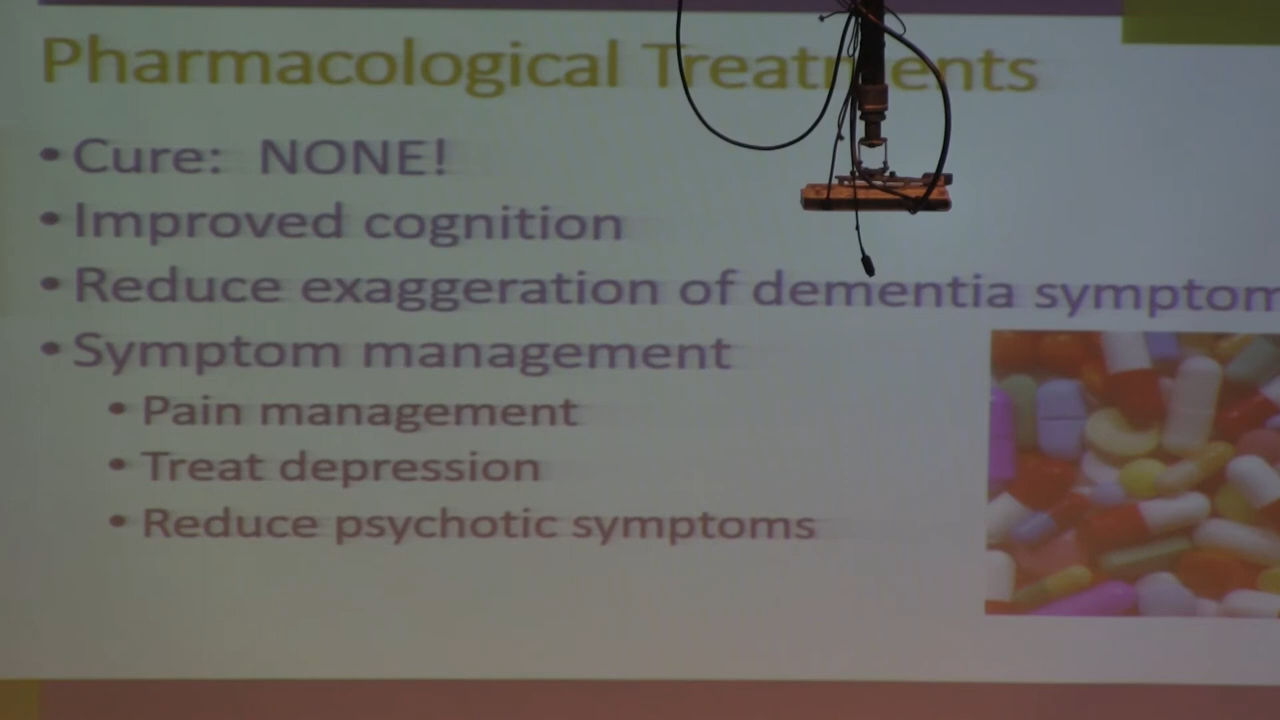 Pharmacological Treatments
• Cure: NONE!
• Improved cognition
• Reduce exaggeration of dementia symptom
• Symptom management
• Pain management
• Treat depression
• Reduce psychotic symptoms